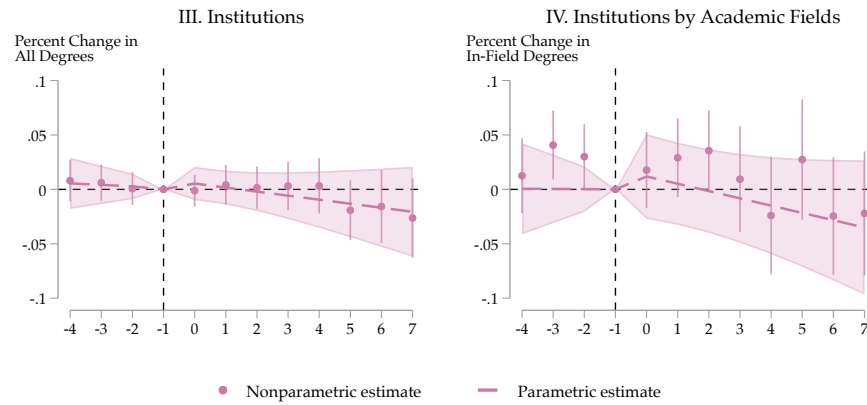 III. Institutions
Percent Change in
All Degrees
.1
.05
0
-.05
-.1
-4 -3 -2 -1 0 1 2 3 4 5 6 7
IV. Institutions by Academic Fields
Percent Change in
In-Field Degrees
.1
.05
0
-.05
-.1
-4 -3 -2 -1 0 1 2 3 4 5 6 7
Nonparametric estimate
Parametric estimate